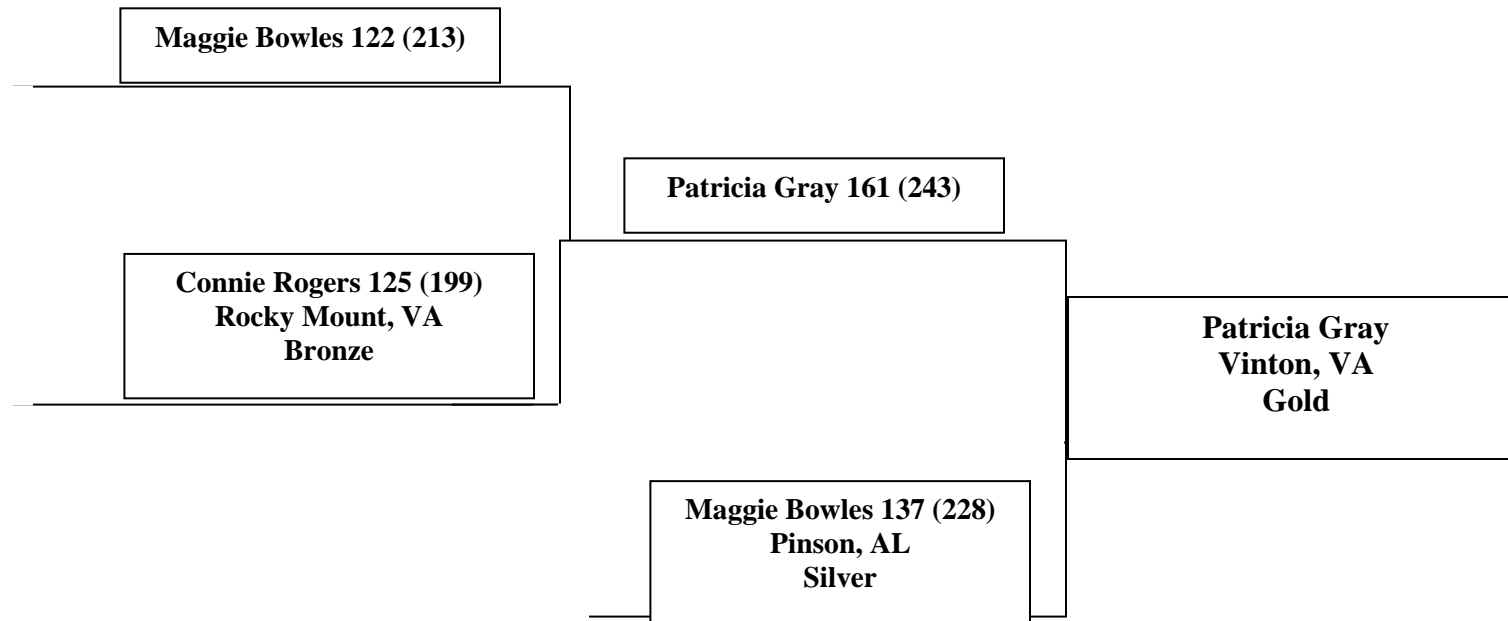 Maggie Bowles 122 (213)
Patricia Gray 161 (243)
Connie Rogers 125 (199)
Rocky Mount, VA
Bronze
Patricia Gray
Vinton, VA
Gold
Maggie Bowles 137 (228)
Pinson, AL
Silver